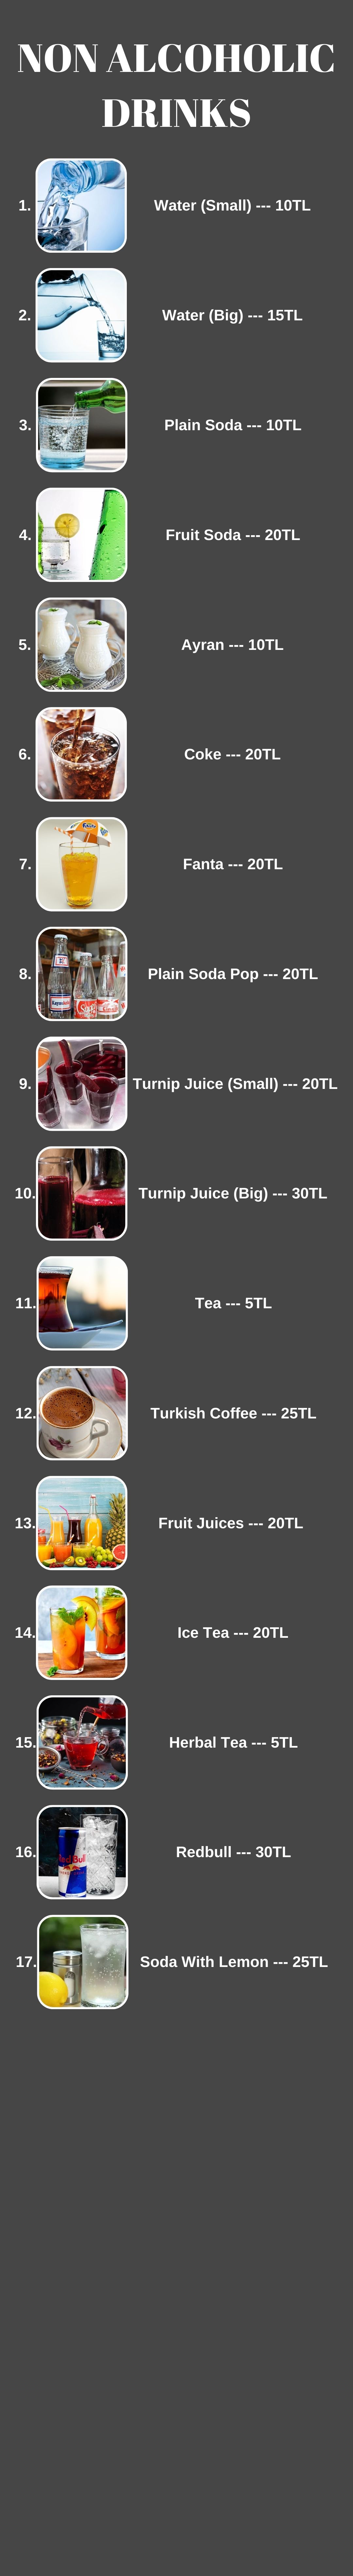 NON ALCOHOLIC
DRINKS
1. Water (Small) --- 10TL
2. Water (Big) --- 15TL
3. Plain Soda --- 10TL
4. Fruit Soda --- 20TL
5. Ayran --- 10TL
6. Coke --- 20TL
7. Fanta --- 20TL
8. Plain Soda Pop --- 20TL
9. Turnip Juice (Small) --- 20TL
10. Turnip Juice (Big) --- 30TL
11. Tea --- 5TL
12. Turkish Coffee --- 25TL
13. Fruit Juices --- 20TL
14. Ice Tea --- 20TL
15. Herbal Tea --- 5TL
16. Redbull --- 30TL
17. Soda With Lemon --- 25TL